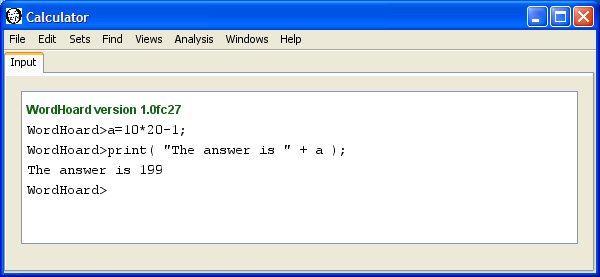 Calculator
File Edit Sets Find Views Analysis Windows Help
Input
WordHoard version 1.0fc27
WordHoard>a=10*20-1;
WordHoard>print( "The answer is " + a );
The answer is 199
WordHoard>